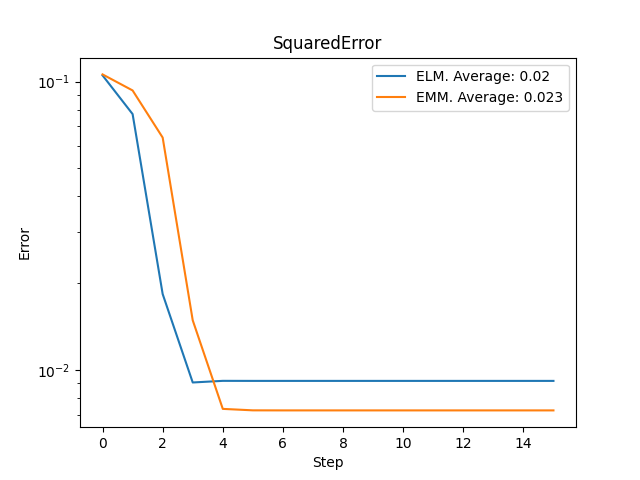 SquaredError
ELM. Average: 0.02
EMM. Average: 0.023
10⁻¹
10⁻²
Error
0 2 4 6 8 10 12 14
Step